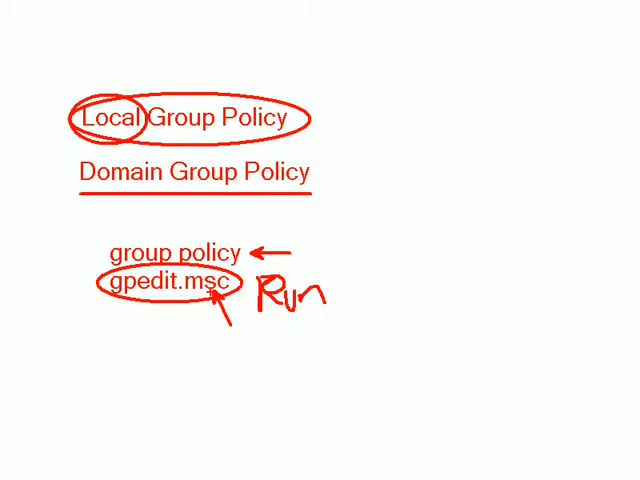 Local Group Policy
Domain Group Policy
group policy
gpedit.msc Run